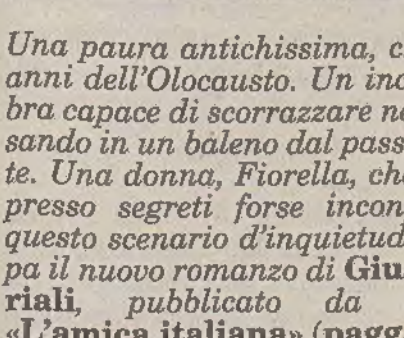 Una paura antichissima, c
anni dell'Olocausto. Un inc
bra capace di scorrazzare ne
sando in un baleno dal pass
te. Una donna, Fiorella, che
presso segreti forse incon
questo scenario d'inquietud
pa il nuovo romanzo di Giu
riali, pubblicato da
«L'amica italiana» (pagg